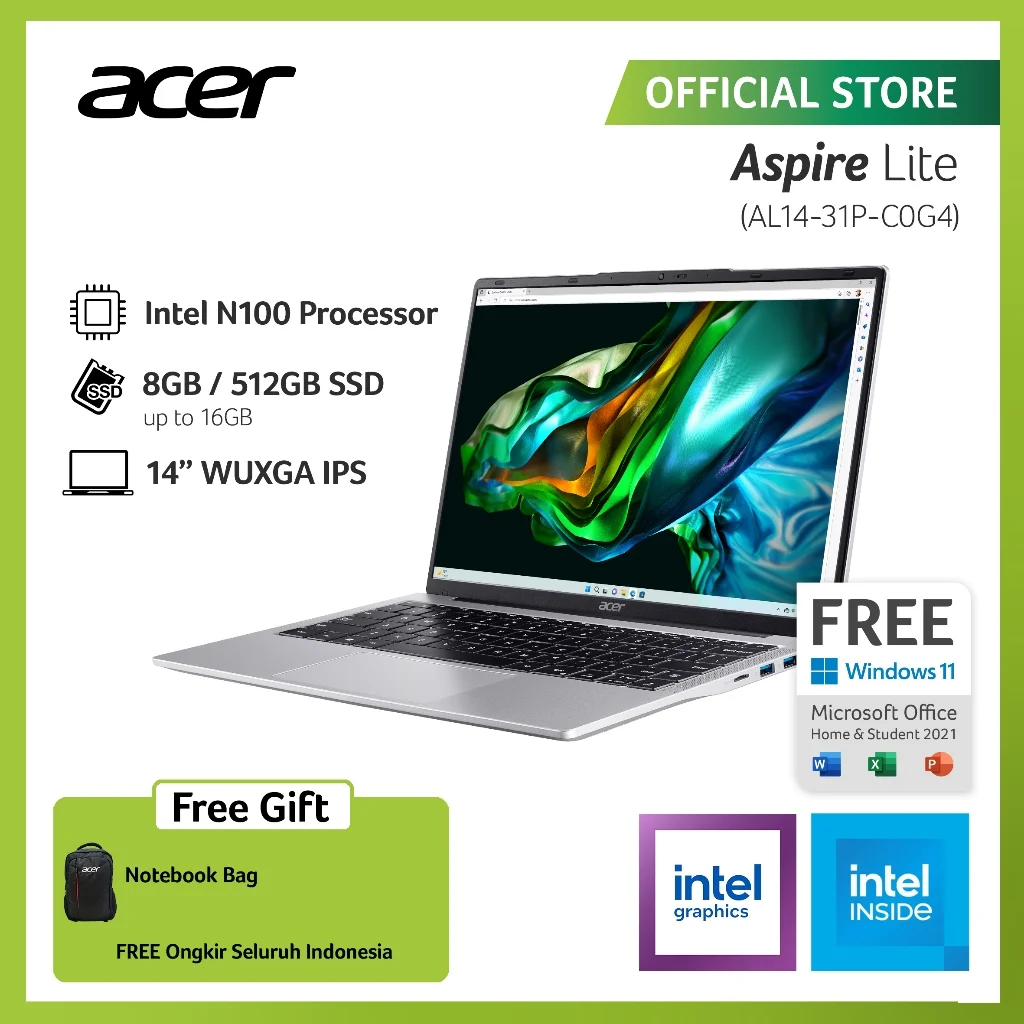 acer
OFFICIAL STORE
Aspire Lite
(AL14-31P-C0G4)
Intel N100 Processor
SSD
8GB / 512GB SSD
up to 16GB
14” WUXGA IPS
acer
FREE
Windows 11
Microsoft Office
Home & Student 2021
W
X
P
Free Gift
acer
Notebook Bag
FREE Ongkir Seluruh Indonesia
intel
graphics
intel
INSIDE